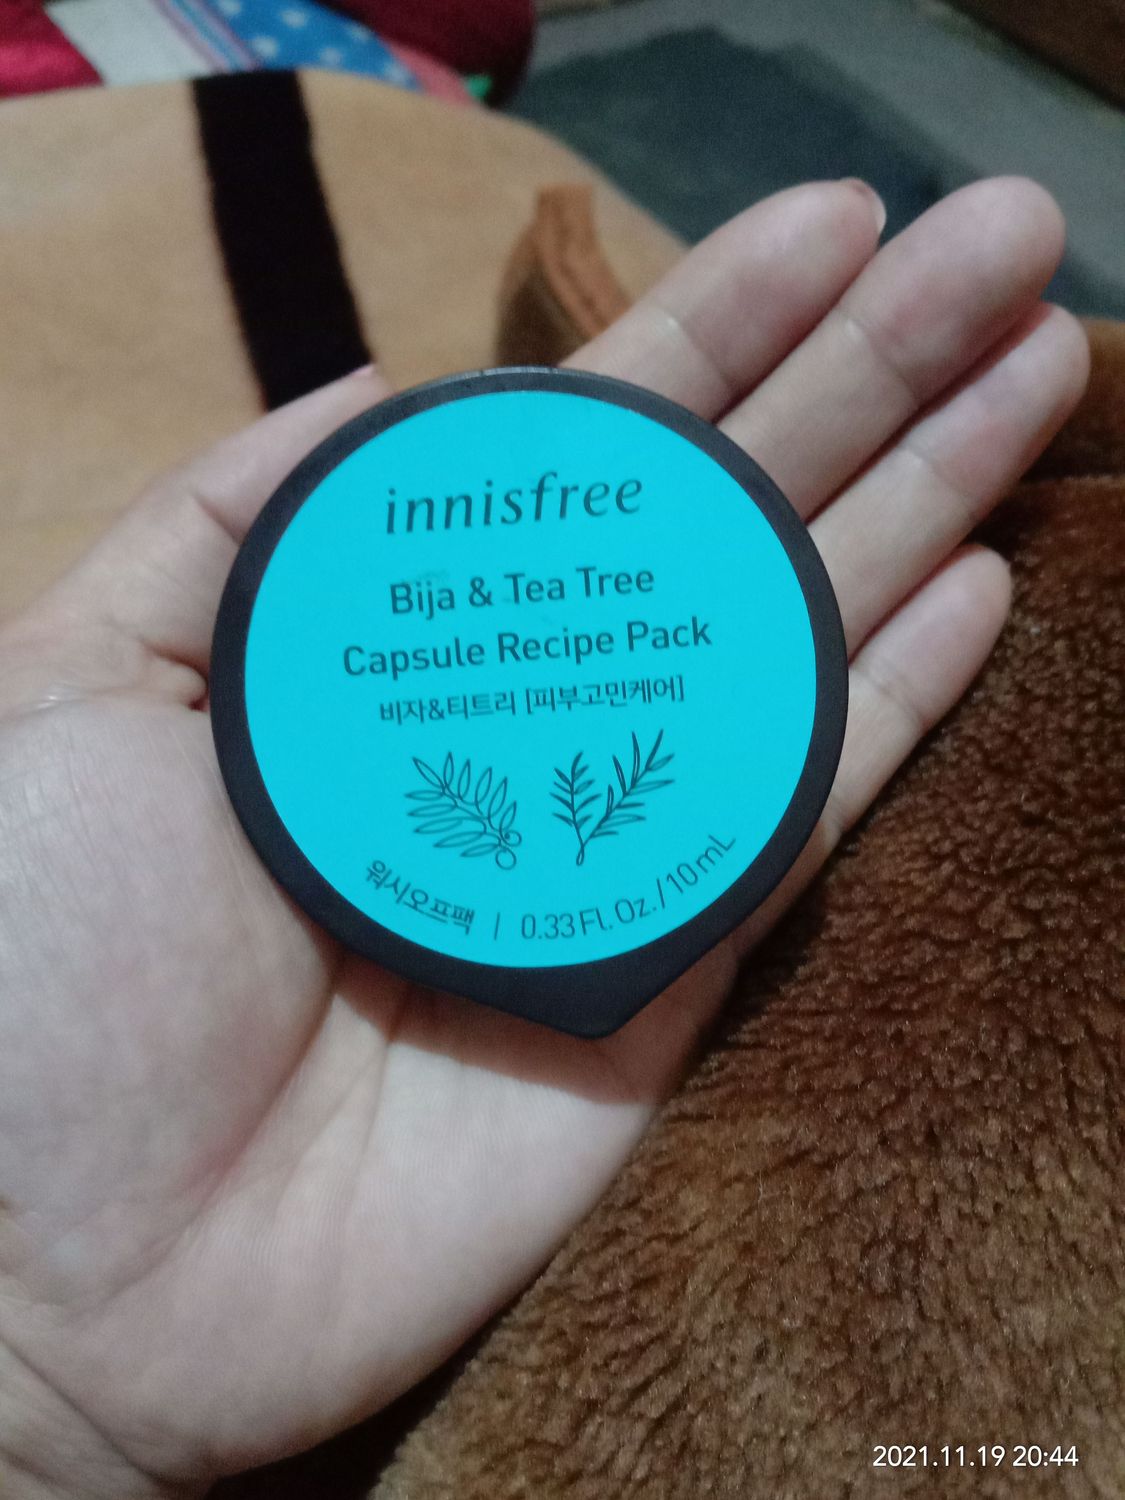 innisfree
Bija & Tea Tree
Capsule Recipe Pack
비자&티트리 [피부고민케어]
워시오프팩 | 0.33 Fl. Oz. / 10 mL
2021.11.19 20:44